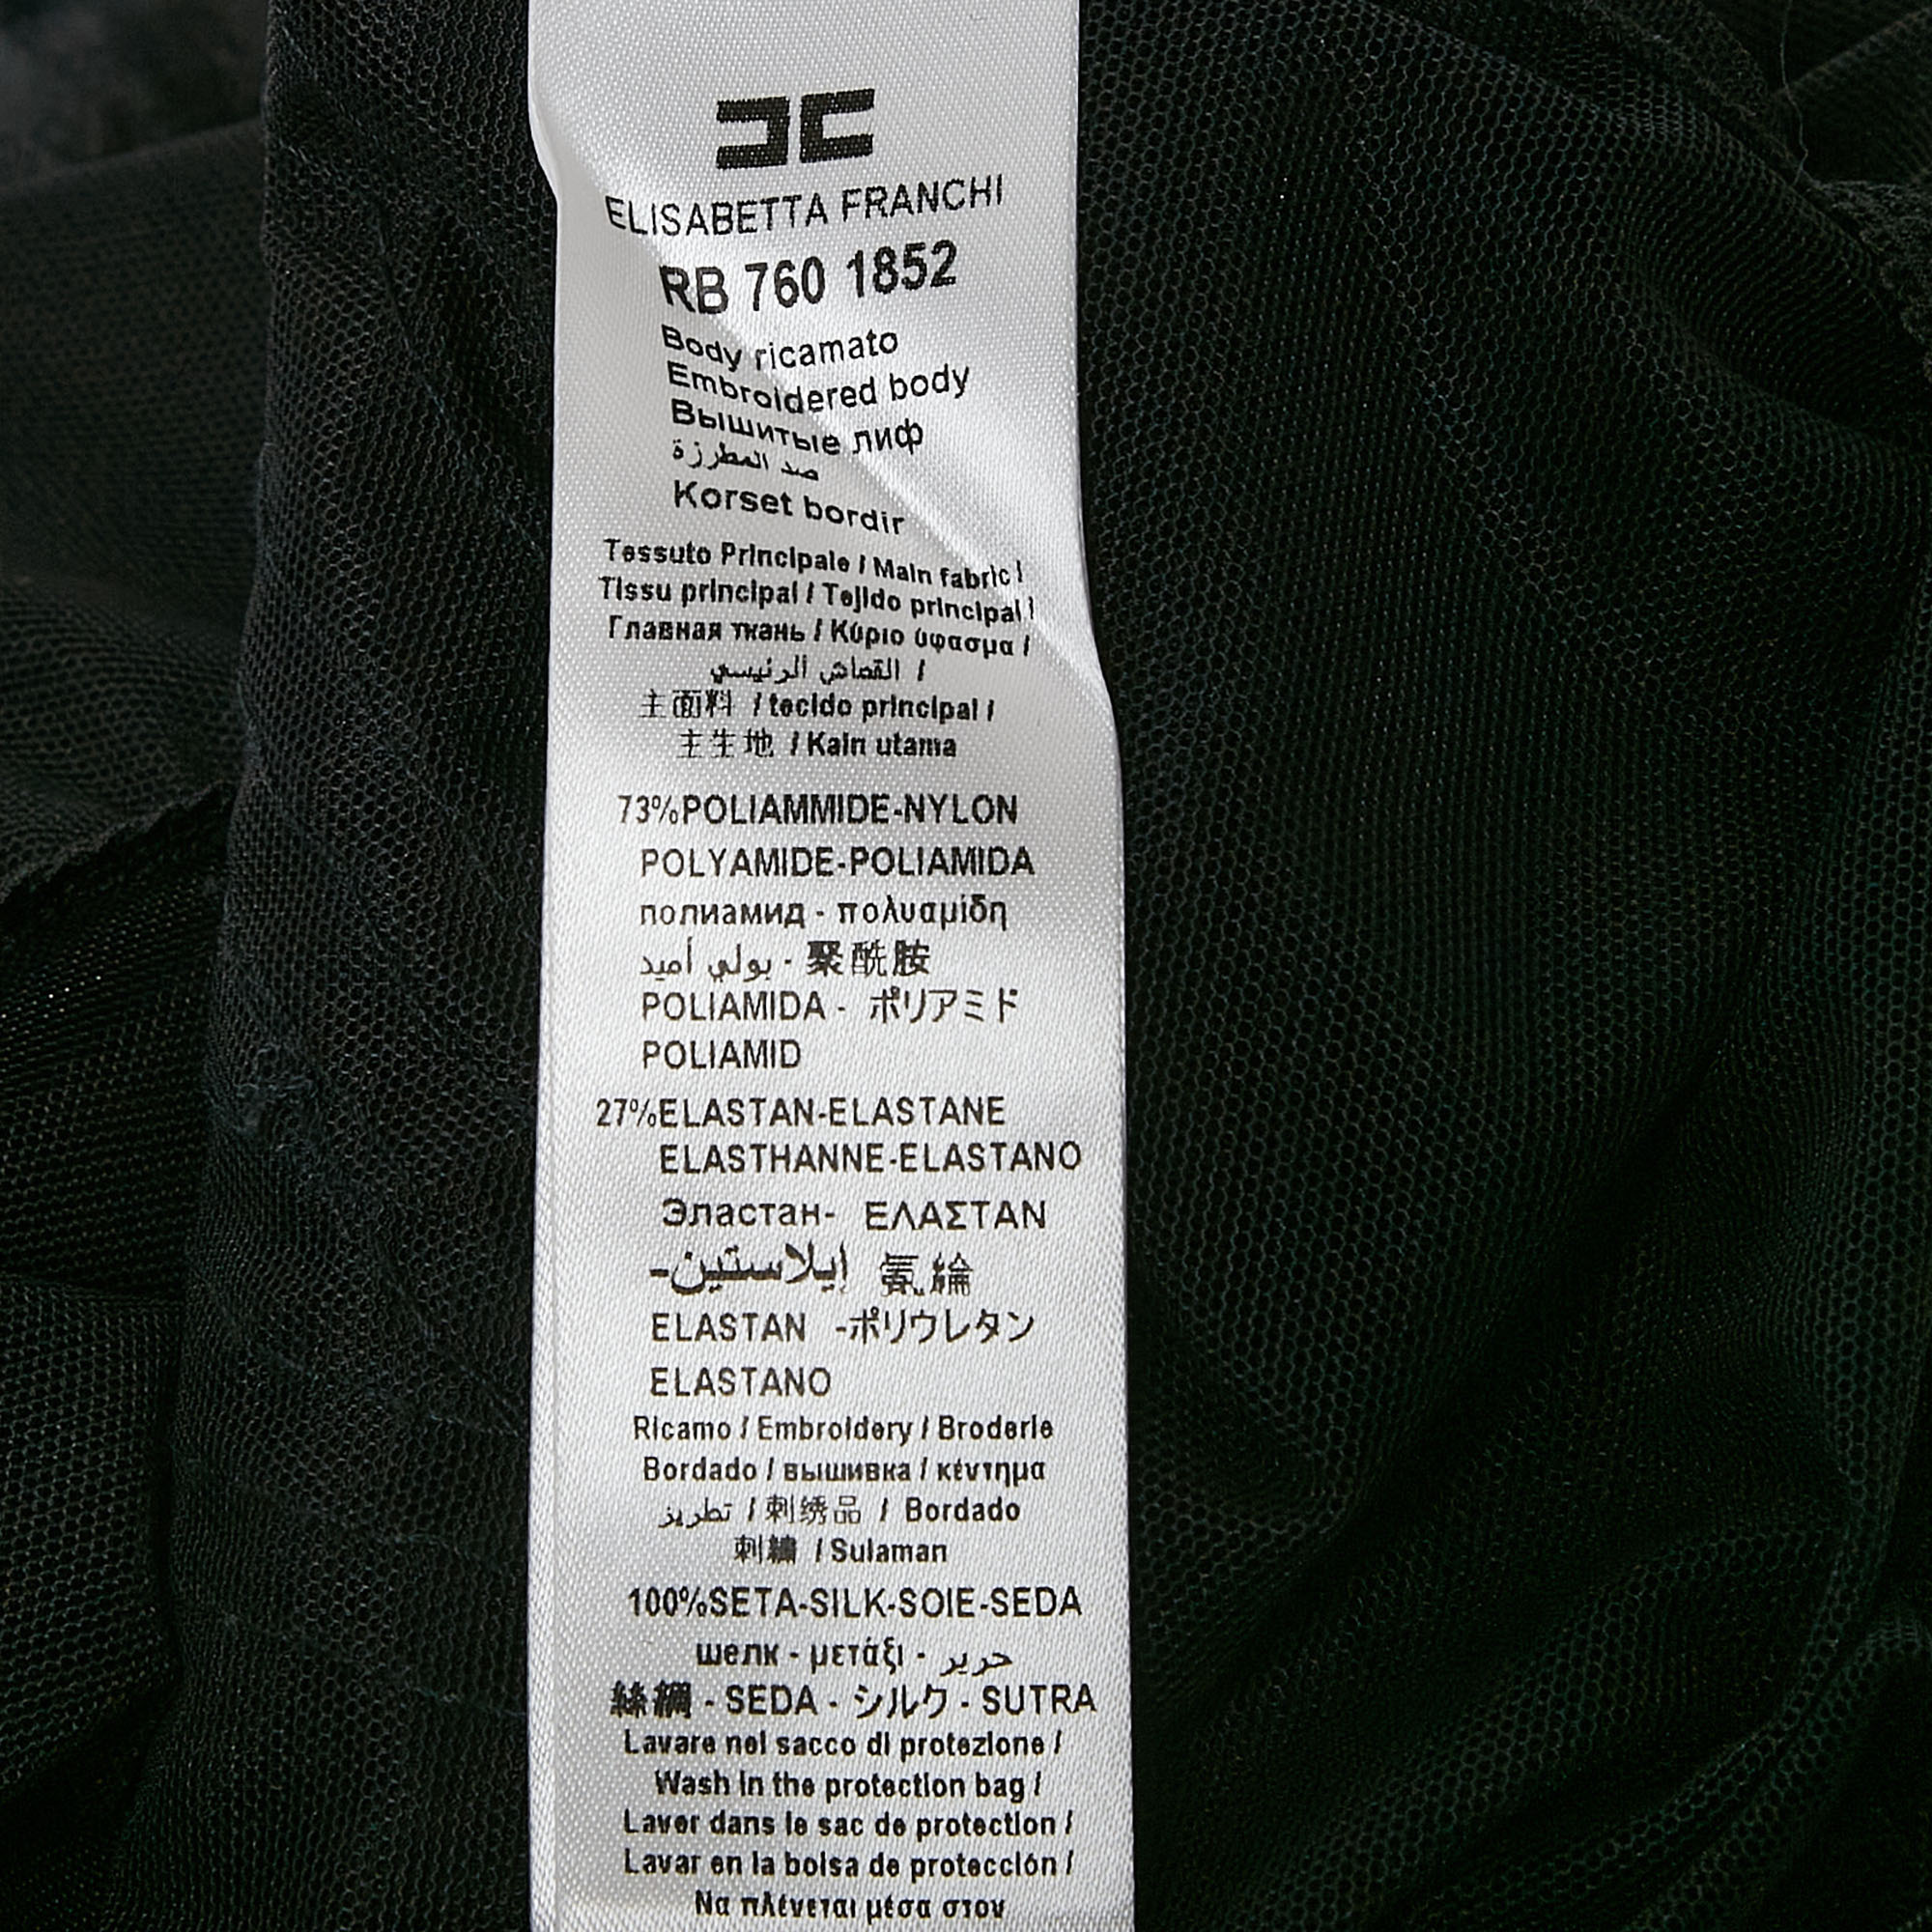 ELISABETTA FRANCHI
RB 760 1852
Body ricamato
Embroidered body
Вышитые лиф
صد المطرزة
Korset bordir
Tessuto Principale / Main fabric /
Tissu principal / Tejido principal /
Главная ткань / Κύριο ύφασμα /
القماش الرئيسي /
主面料 / tecido principal /
主生地 / Kain utama
73%POLIAMMIDE-NYLON
POLYAMIDE-POLIAMIDA
полиамид - πολυαμίδη
بولي أميد - 聚酰胺
POLIAMIDA - ポリアミド
POLIAMID
27%ELASTAN-ELASTANE
ELASTHANNE-ELASTANO
Эластан- ΕΛΑΣΤΑΝ
إيلاستين- 氨綸
ELASTAN -ポリウレタン
ELASTANO
Ricamo / Embroidery / Broderie
Bordado / вышивка / κέντημα
تطريز / 刺绣品 / Bordado
刺繍 / Sulaman
100%SETA-SILK-SOIE-SEDA
шелк - μετάξι - حرير
絲綢 - SEDA - シルク - SUTRA
Lavare nel sacco di protezione /
Wash in the protection bag /
Laver dans le sac de protection /
Lavar en la bolsa de protección /
Να πλένεται μέσα στον